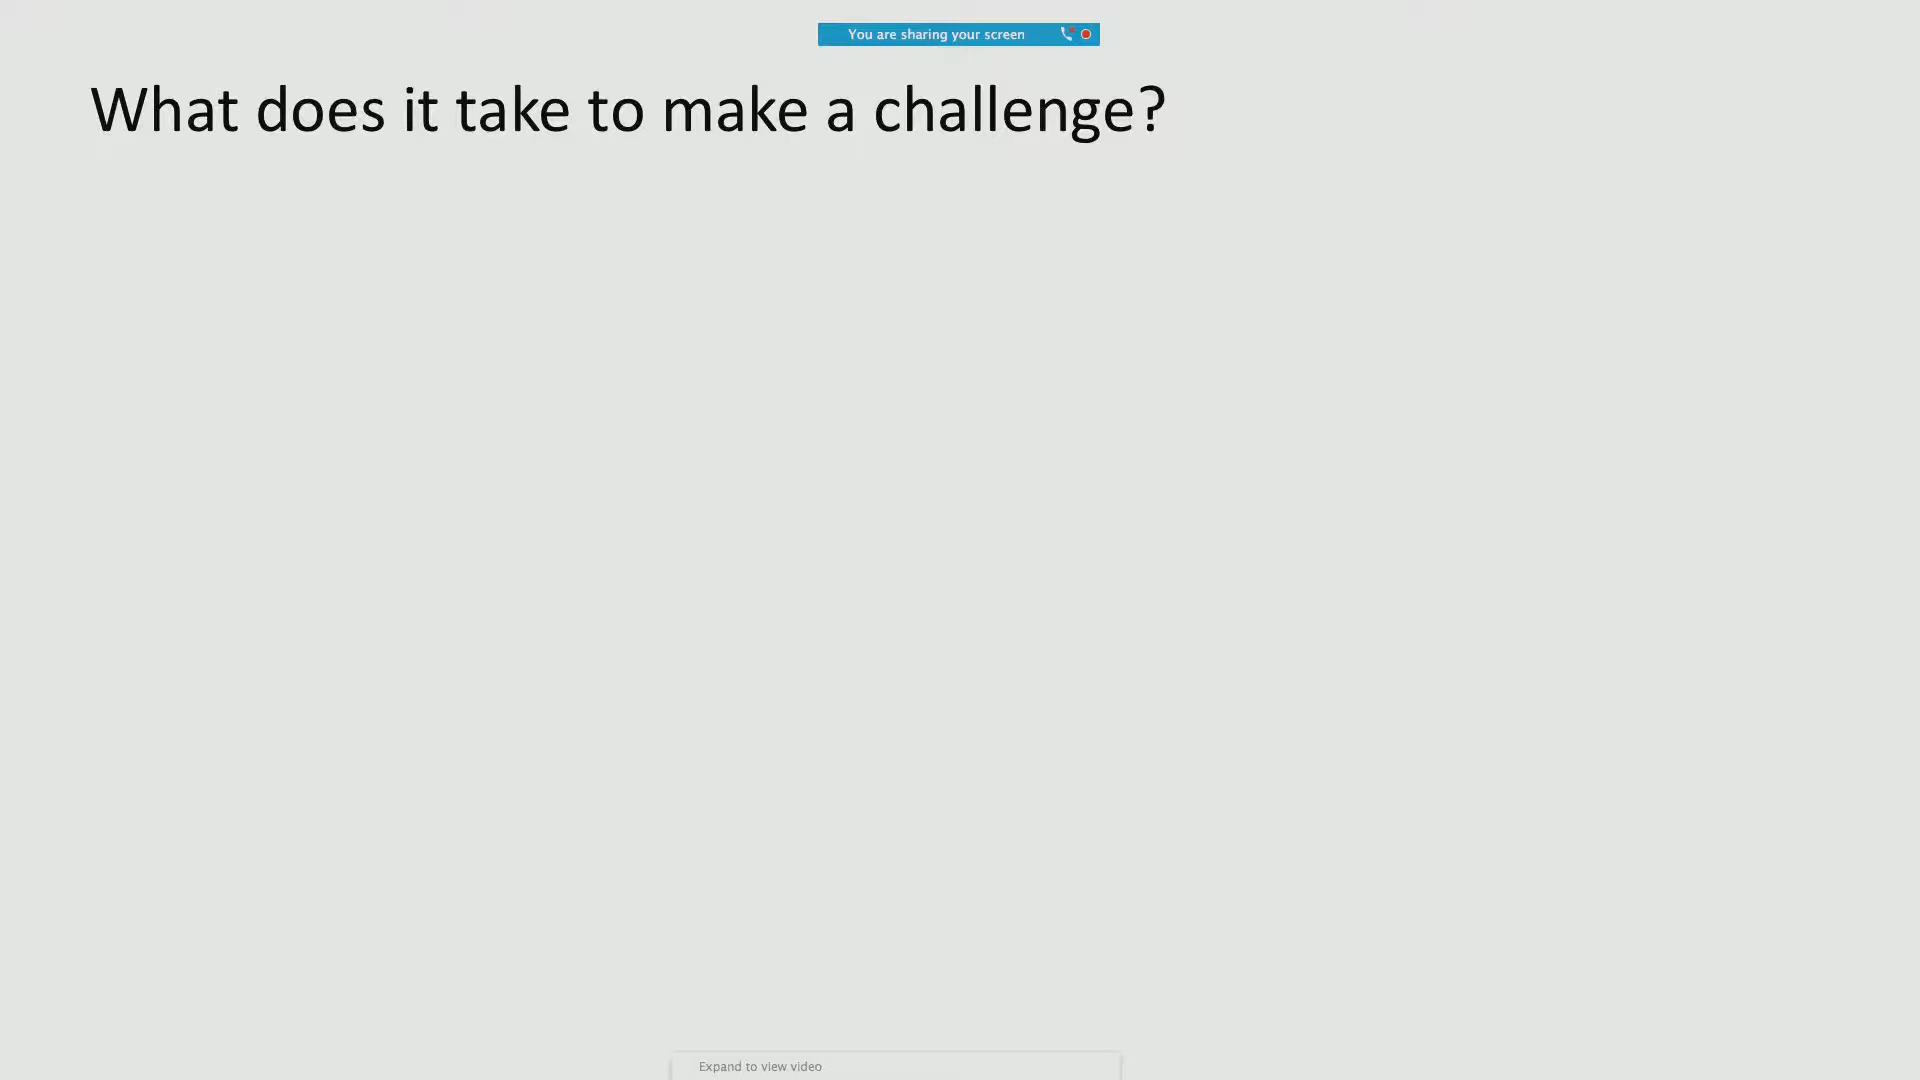 You are sharing your screen
What does it take to make a challenge?
Expand to view video